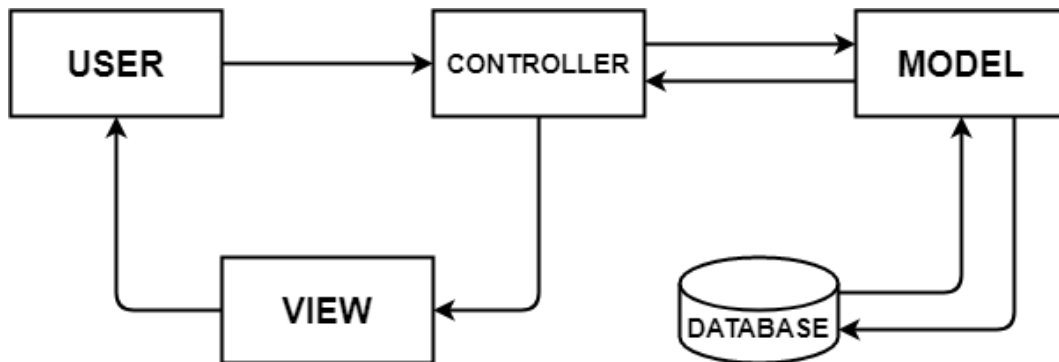 USER
CONTROLLER
MODEL
VIEW
DATABASE